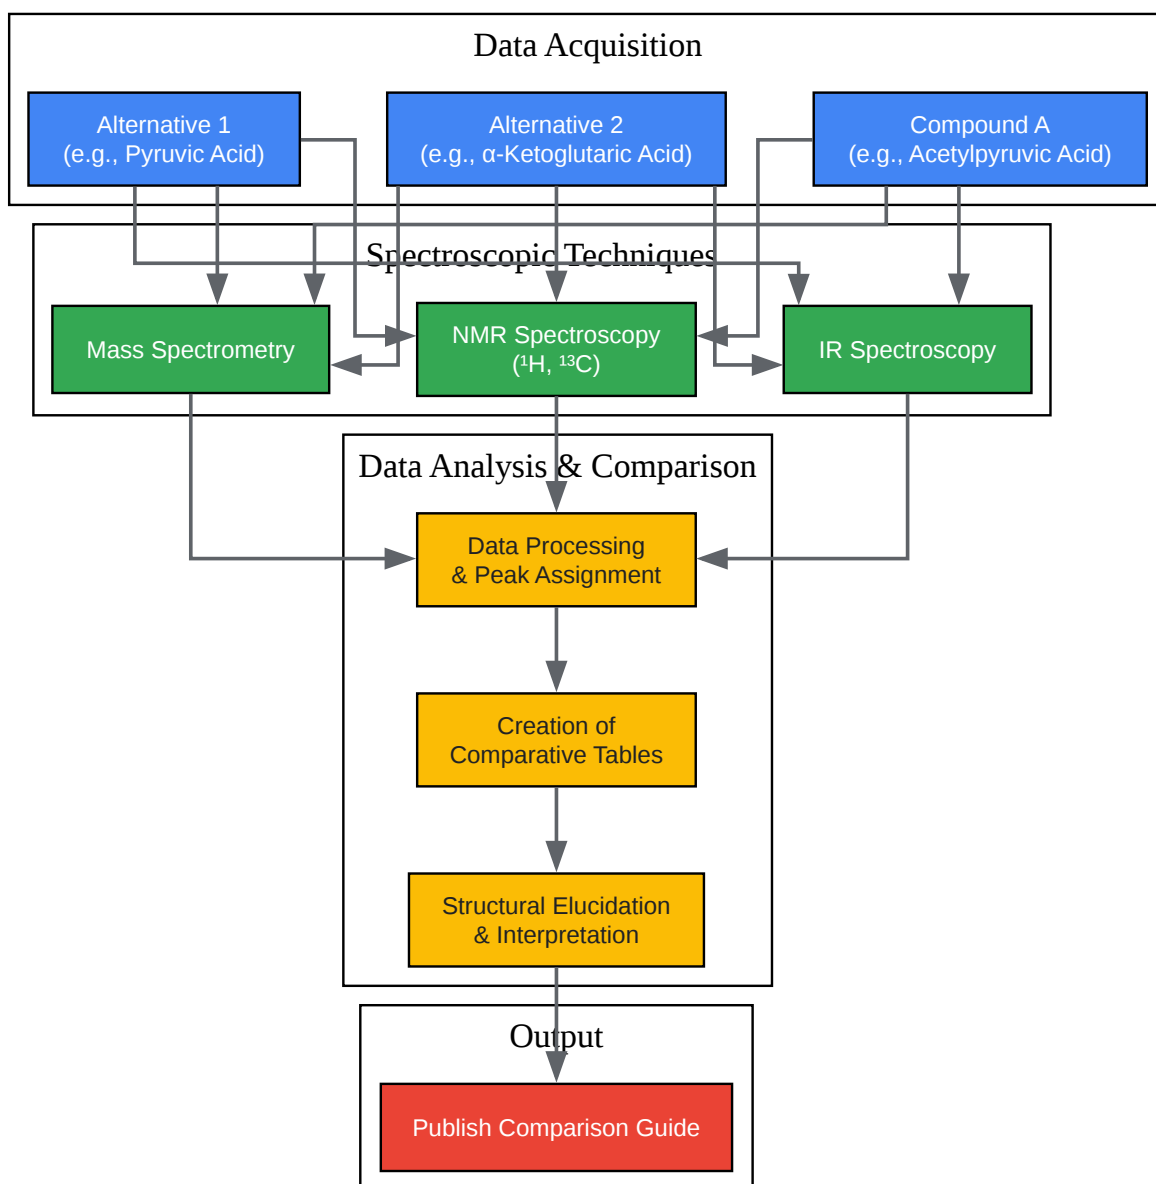 Data Acquisition
Alternative 1
(e.g., Pyruvic Acid)
Alternative 2
(e.g., α-Ketoglutaric Acid)
Compound A
(e.g., Acetylpyruvic Acid)
Spectroscopic Techniques
Mass Spectrometry
NMR Spectroscopy
(¹H, ¹³C)
IR Spectroscopy
Data Analysis & Comparison
Data Processing
& Peak Assignment
Creation of
Comparative Tables
Structural Elucidation
& Interpretation
Output
Publish Comparison Guide